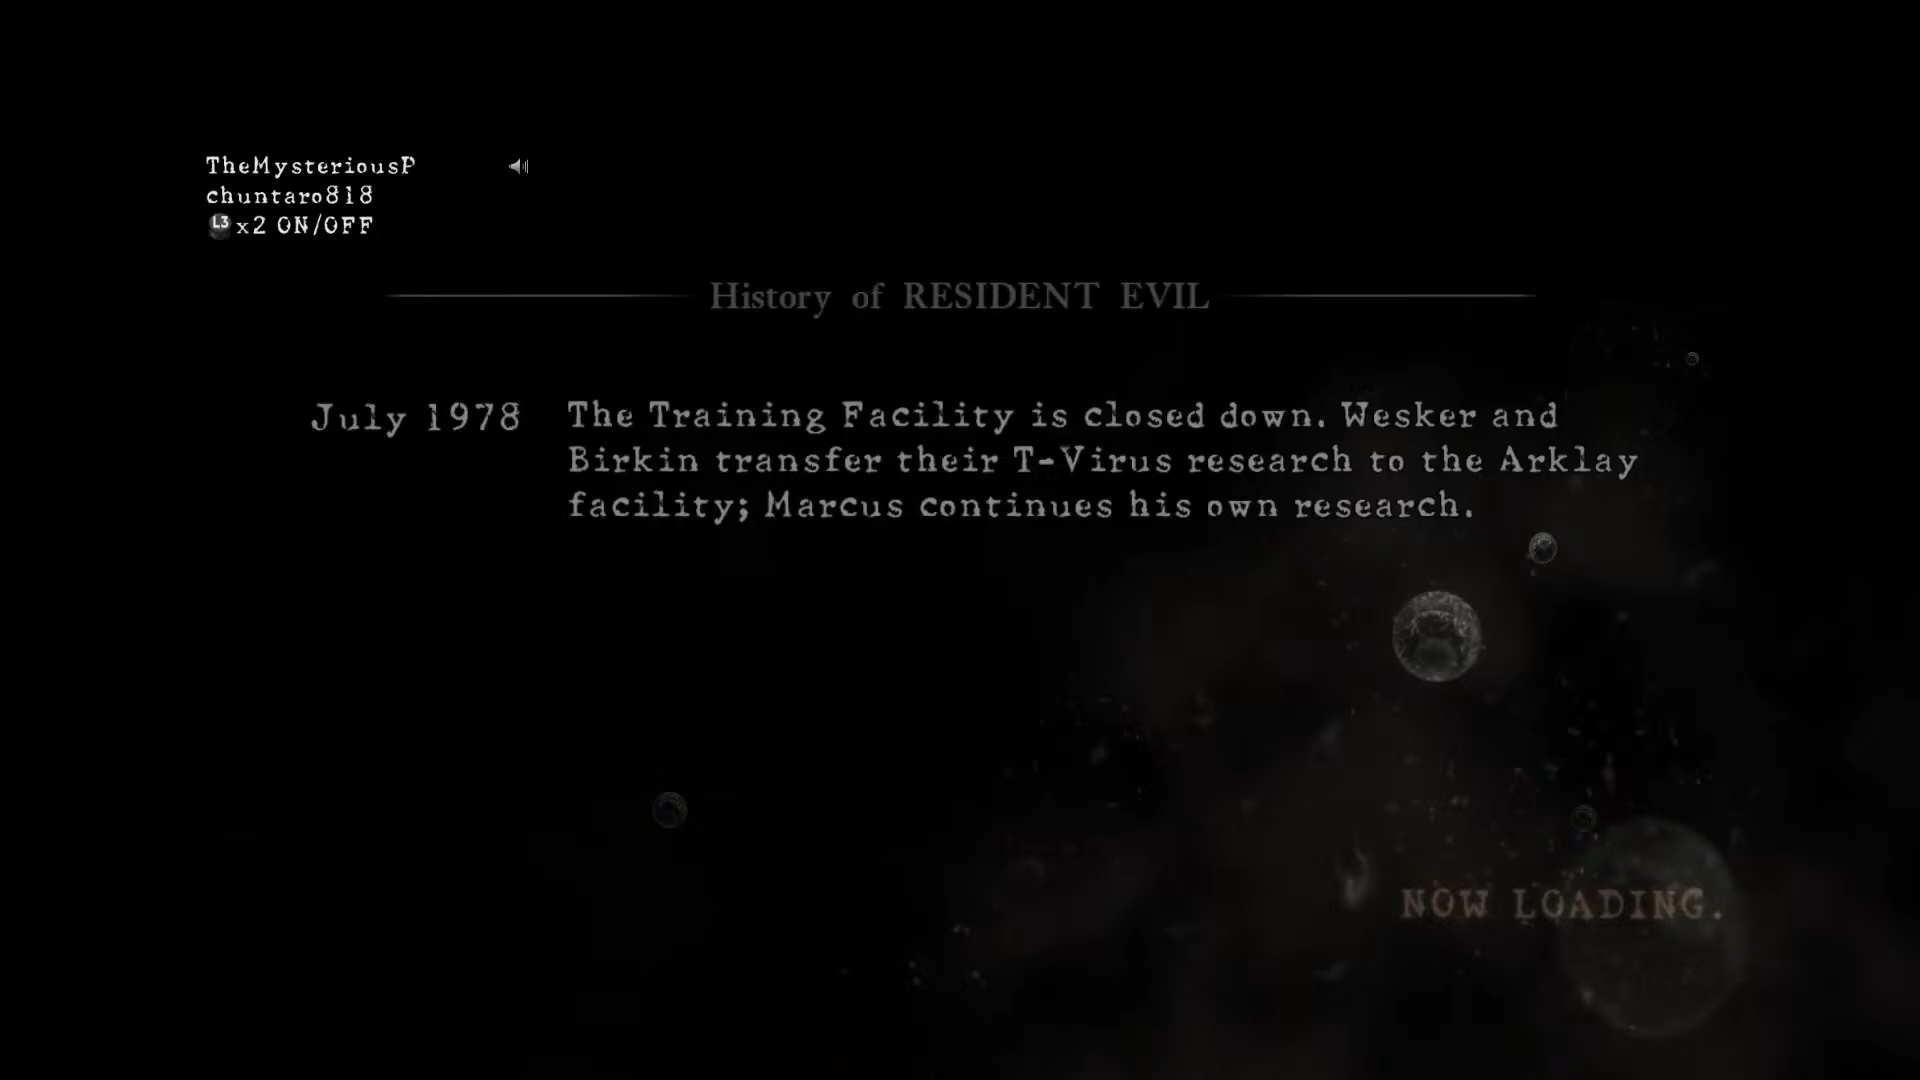 TheMysteriousP
chuntaro818
L3 x2 ON/OFF
History of RESIDENT EVIL
July 1978 The Training Facility is closed down. Wesker and
Birkin transfer their T-Virus research to the Arklay
facility; Marcus continues his own research.
NOW LOADING.